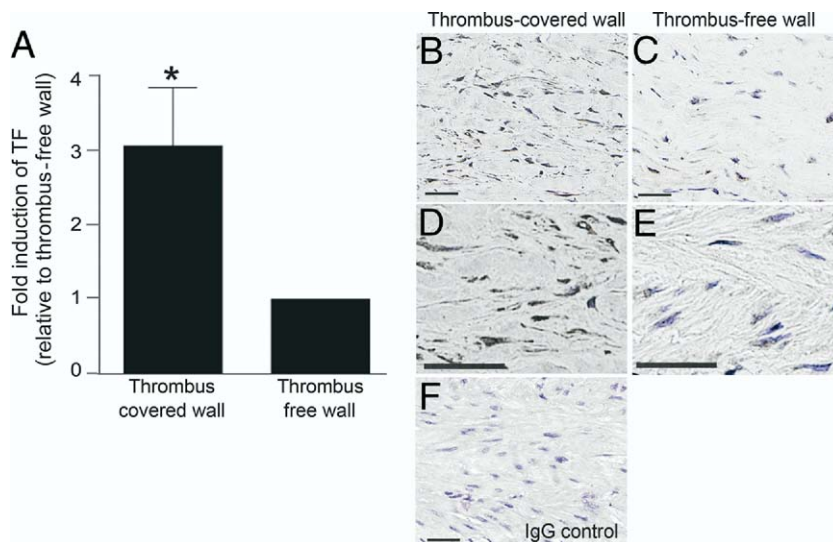 Thrombus-covered wall
Thrombus-free wall
A
Fold induction of TF
(relative to thrombus-free wall)
4
3
2
1
0
*
Thrombus
covered wall
Thrombus
free wall
B
C
D
E
F
IgG control